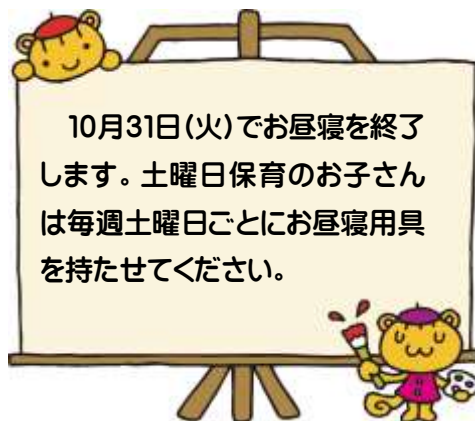 10月31日(火)でお昼寝を終了
します。土曜日保育のお子さん
は毎週土曜日ごとにお昼寝用具
を持たせてください。